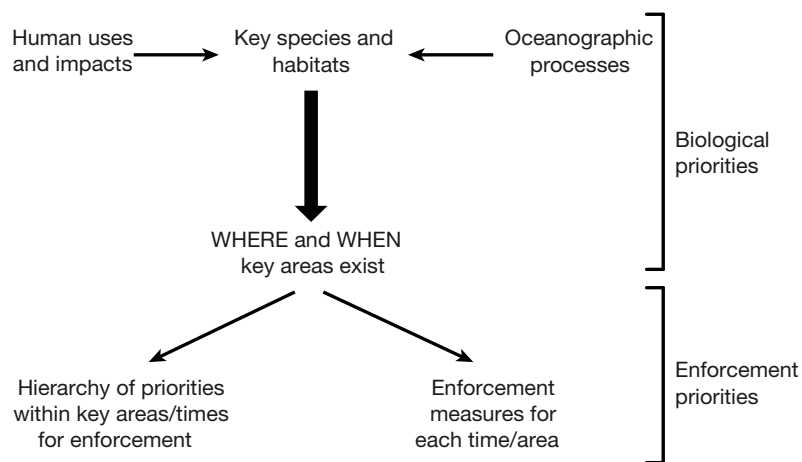 Human uses
and impacts
Key species and
habitats
Oceanographic
processes
Biological
priorities
WHERE and WHEN
key areas exist
Hierarchy of priorities
within key areas/times
for enforcement
Enforcement
measures for
each time/area
Enforcement
priorities